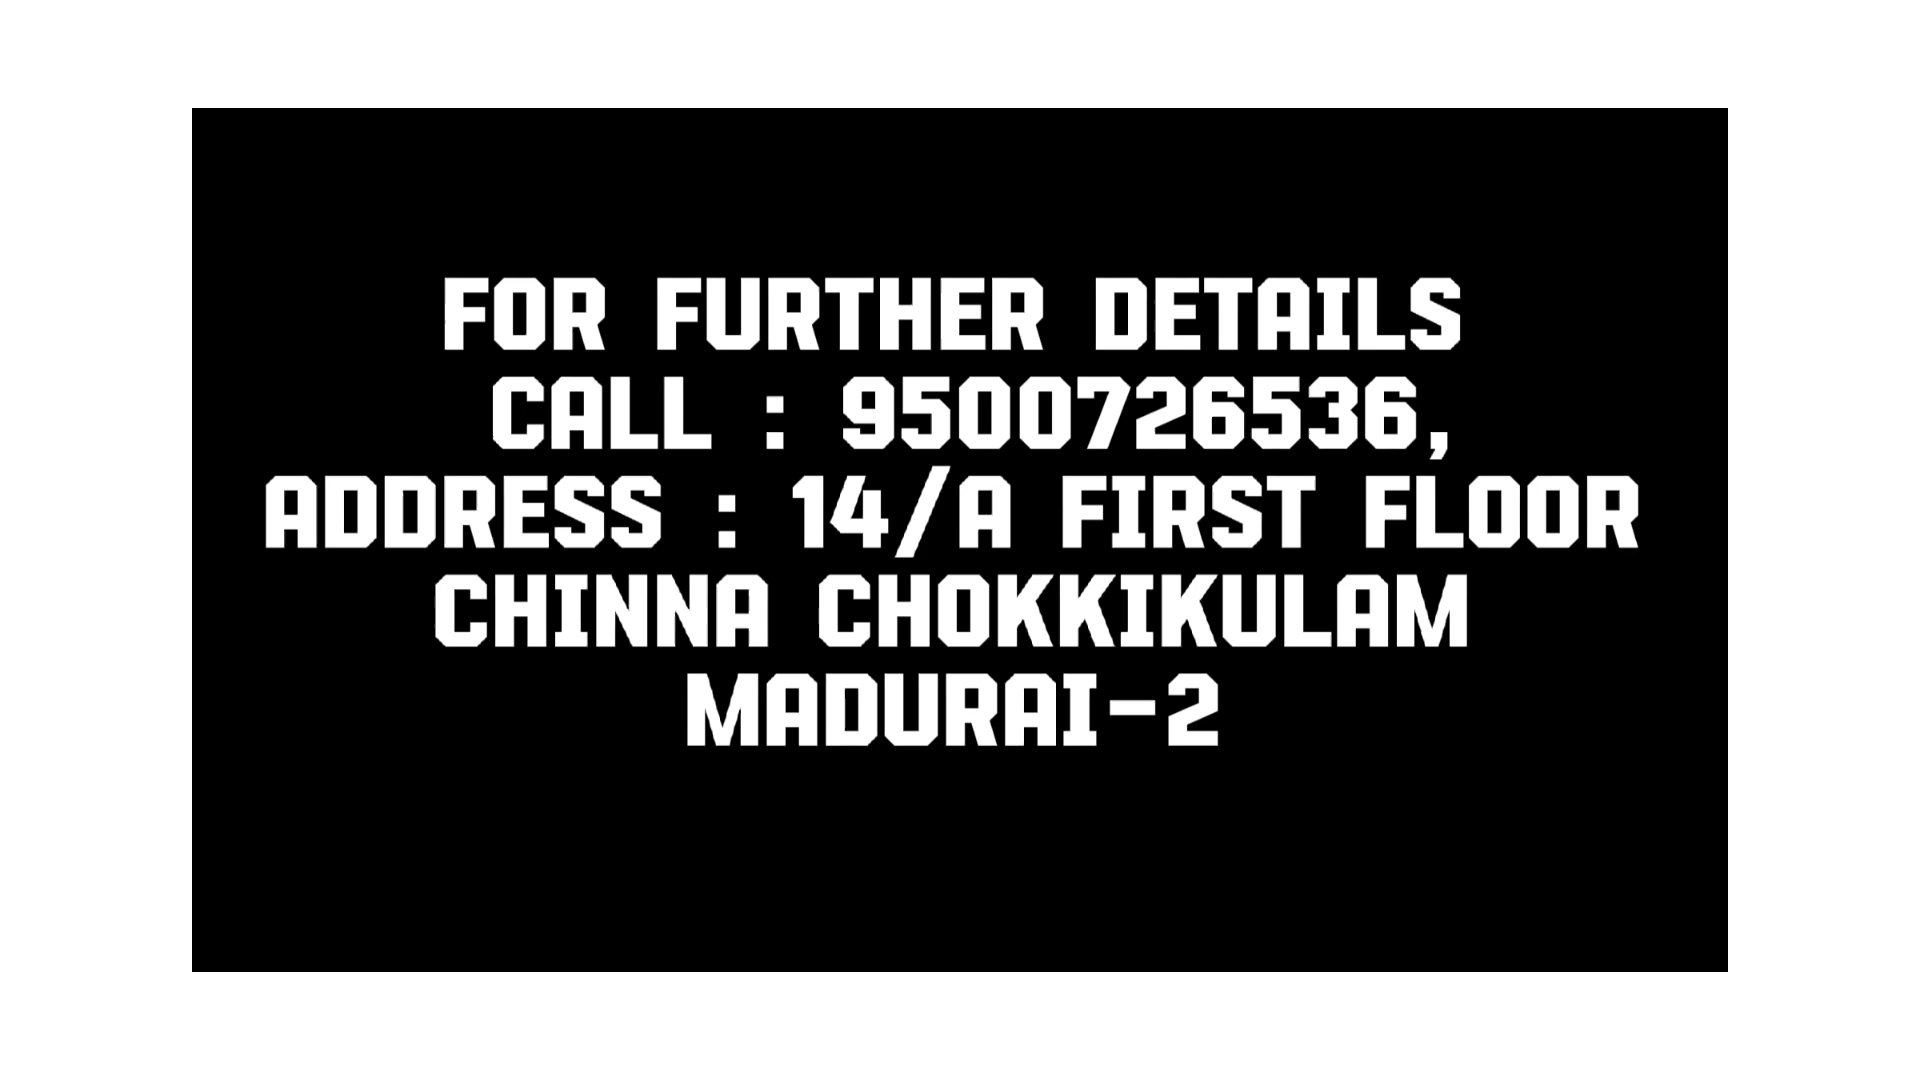 FOR FURTHER DETAILS
CALL : 9500726536,
ADDRESS : 14/A FIRST FLOOR
CHINNA CHOKKIKULAM
MADURAI-2